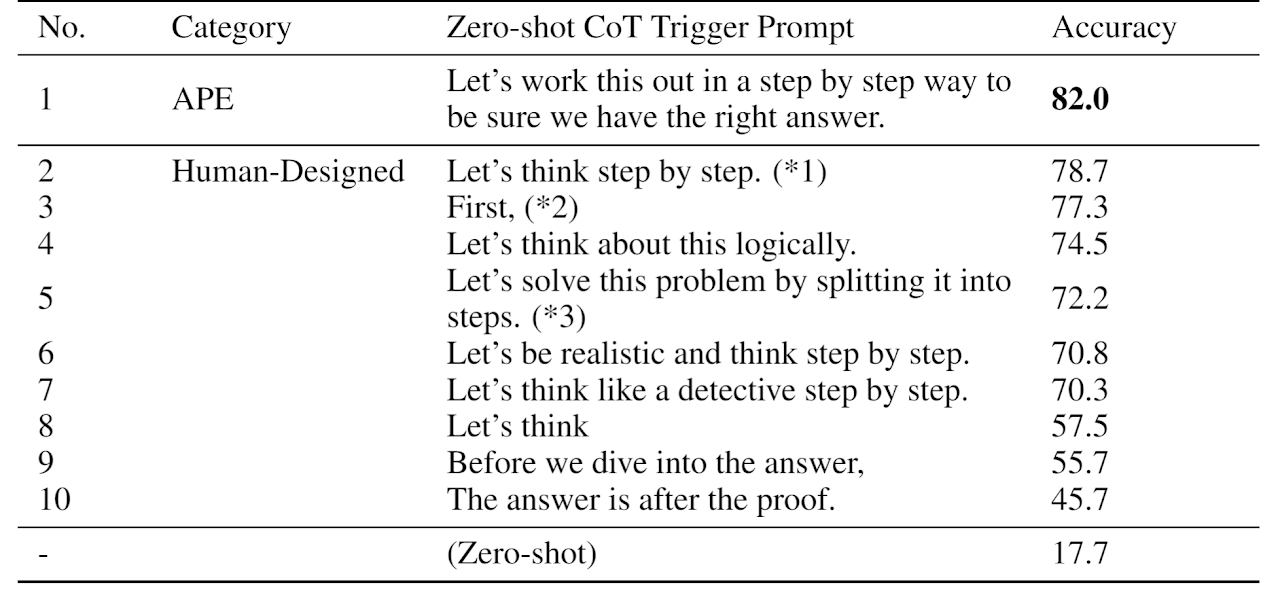 No. Category Zero-shot CoT Trigger Prompt Accuracy
1 APE Let's work this out in a step by step way to
be sure we have the right answer. 82.0
2 Human-Designed Let's think step by step. (*1) 78.7
3 First, (*2) 77.3
4 Let's think about this logically. 74.5
5 Let's solve this problem by splitting it into
steps. (*3) 72.2
6 Let's be realistic and think step by step. 70.8
7 Let's think like a detective step by step. 70.3
8 Let's think 57.5
9 Before we dive into the answer, 55.7
10 The answer is after the proof. 45.7
- (Zero-shot) 17.7